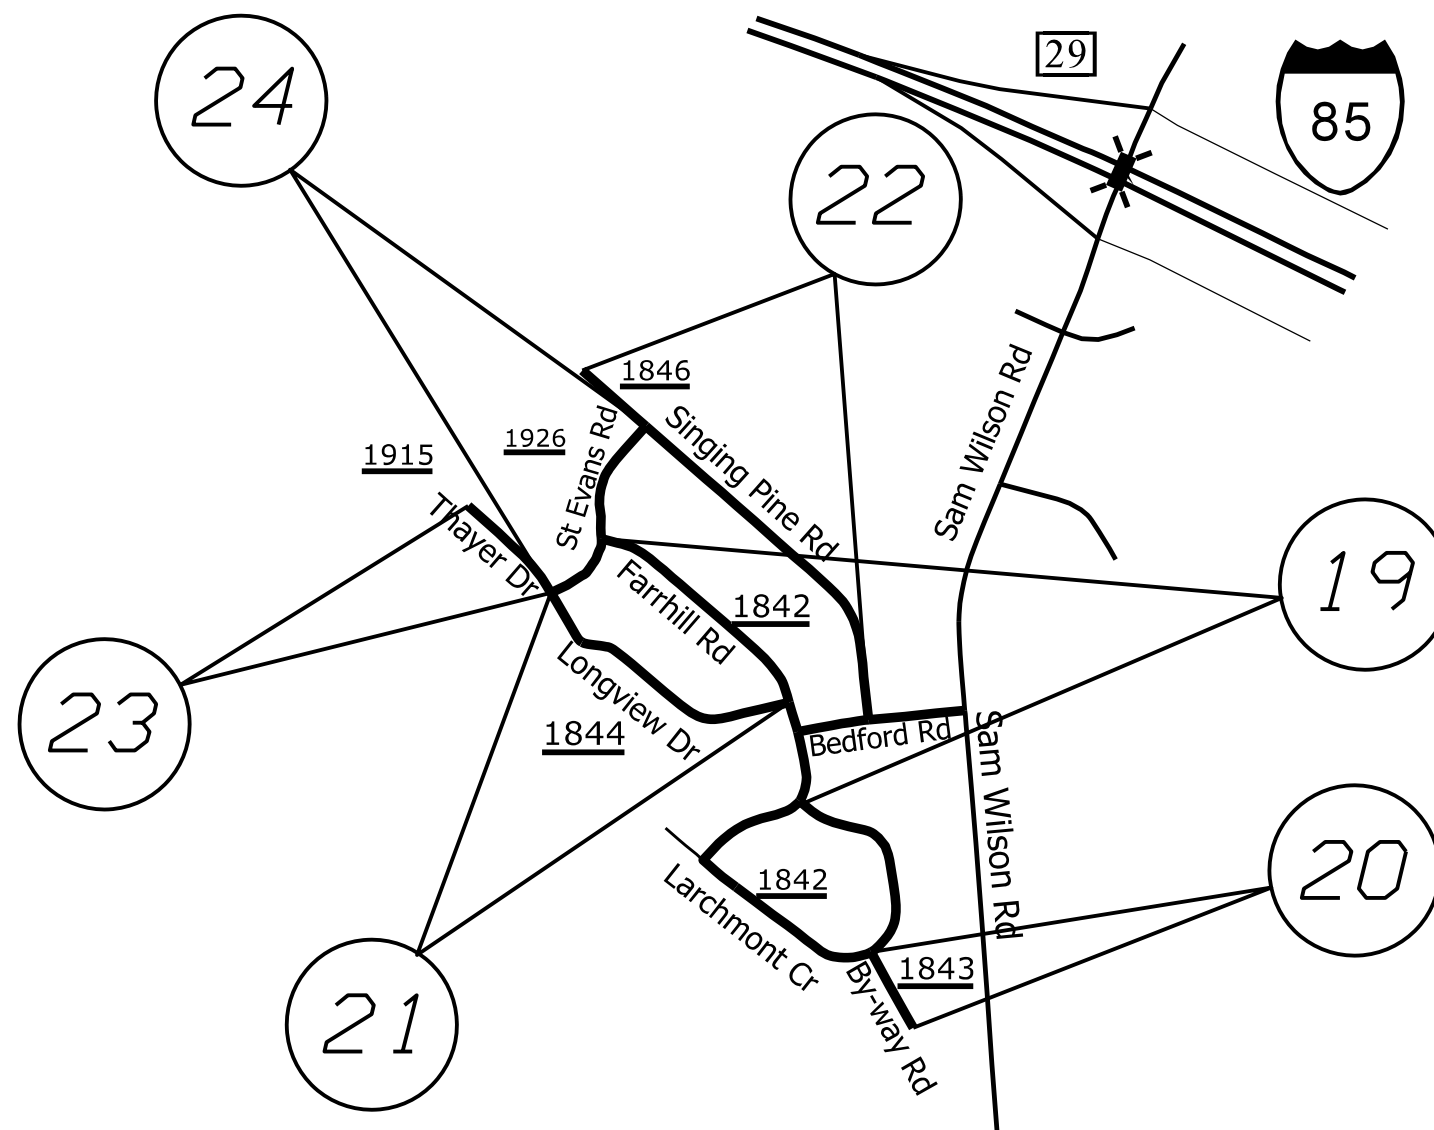 24
29
85
22
1846
Sam Wilson Rd
Singing Pine Rd
1926
1915
St Evans Rd
Thayer Dr
Farrhill Rd
1842
19
Longview Dr
23
1844
Bedford Rd
Sam Wilson Rd
1842
Larchmont Cr
20
1843
By-way Rd
21